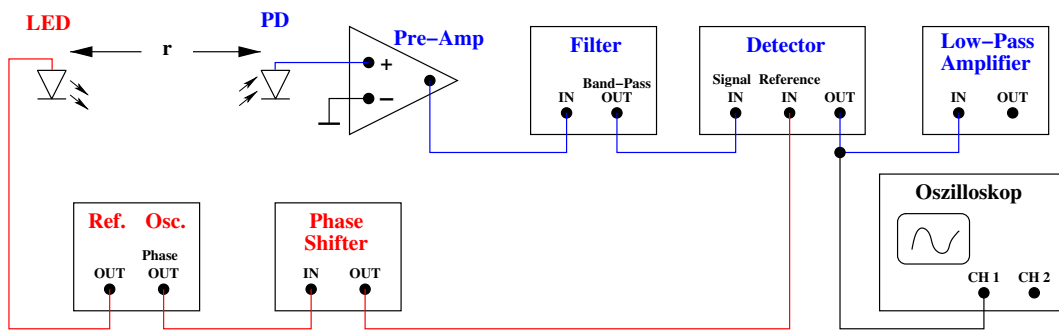 LED
r
PD
Pre-Amp
+
−
Filter
Band-Pass
IN
OUT
Detector
Signal Reference
IN
IN
OUT
Low-Pass
Amplifier
IN
OUT
Ref. Osc.
Phase
OUT
OUT
Phase
Shifter
IN
OUT
Oszilloskop
CH 1
CH 2